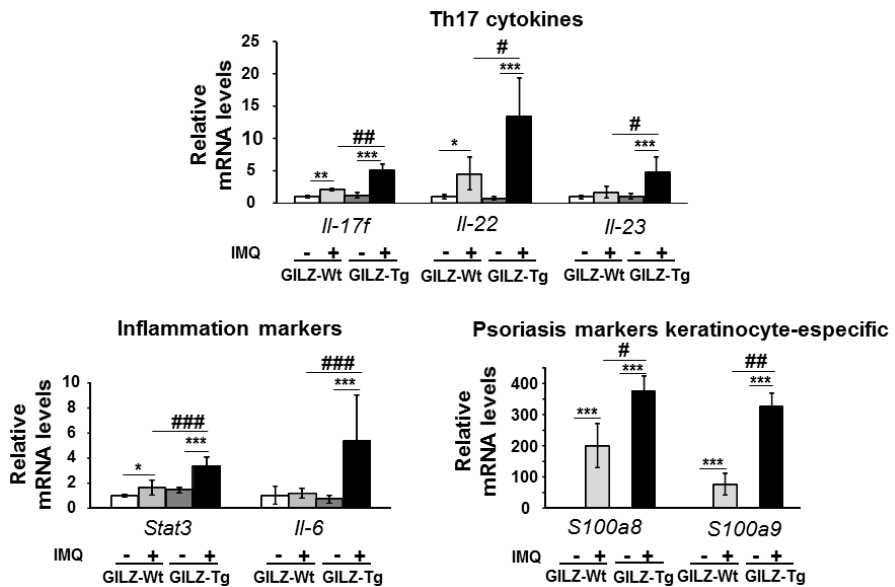 Th17 cytokines
Relative
mRNA levels
25
20
15
10
5
0
** ## *** * # *** # ***
Il-17f Il-22 Il-23
IMQ - + - + - + - + - + - +
GILZ-Wt GILZ-Tg GILZ-Wt GILZ-Tg GILZ-Wt GILZ-Tg
Inflammation markers
Relative
mRNA levels
10
8
6
4
2
0
* ### *** ### ***
Stat3 Il-6
IMQ - + - + - + - +
GILZ-Wt GILZ-Tg GILZ-Wt GILZ-Tg
Psoriasis markers keratinocyte-especific
Relative
mRNA levels
400
300
200
100
0
*** # *** *** ## ***
S100a8 S100a9
IMQ - + - + - + - +
GILZ-Wt GILZ-Tg GILZ-Wt GILZ-Tg